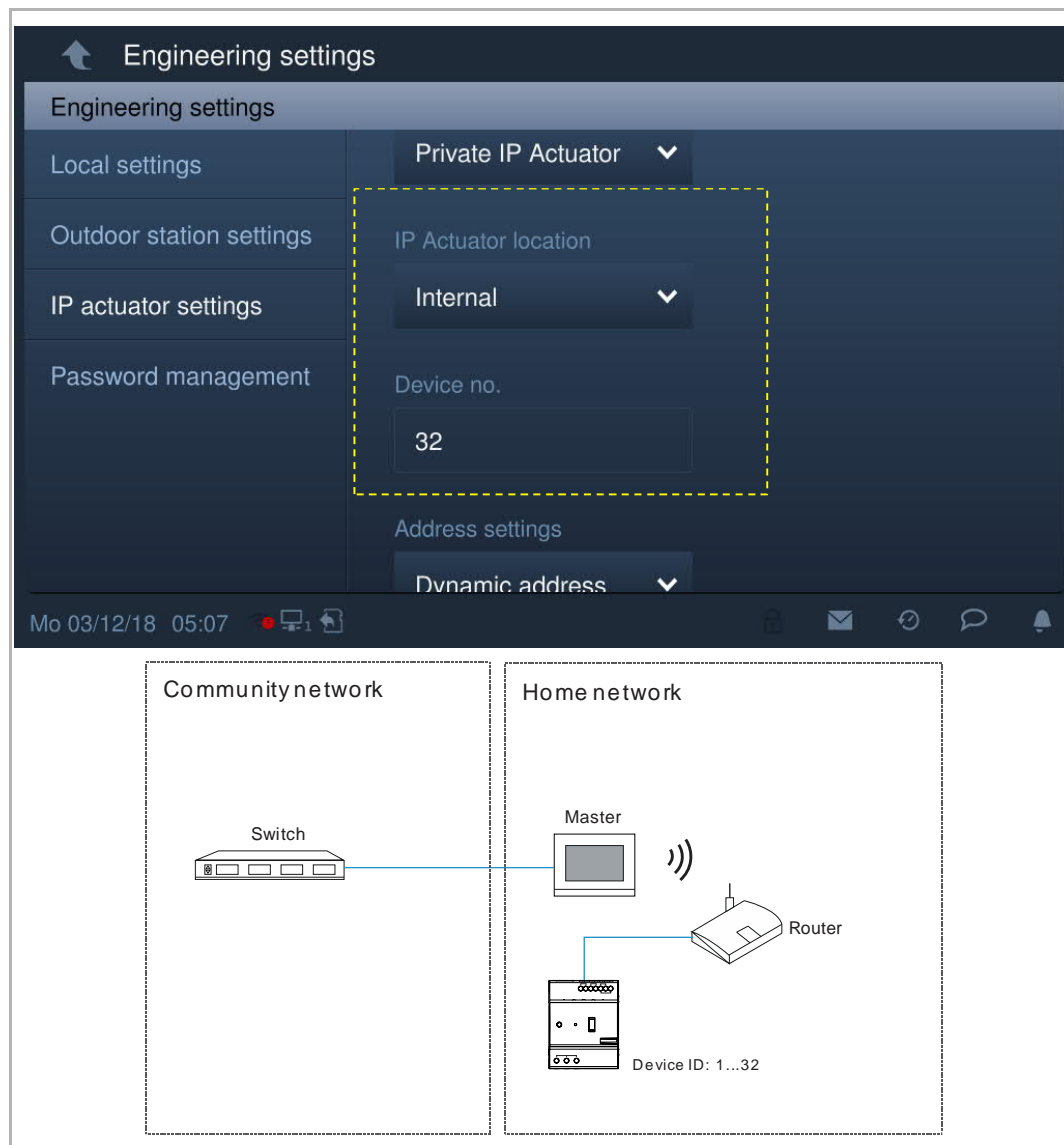 Engineering settings
Engineering settings
Local settings
Outdoor station settings
IP actuator settings
Password management
Private IP Actuator
IP Actuator location
Internal
Device no.
32
Address settings
Dynamic address
Mo 03/12/18 05:07
1
Community network
Home network
Switch
Master
Router
Device ID: 1...32